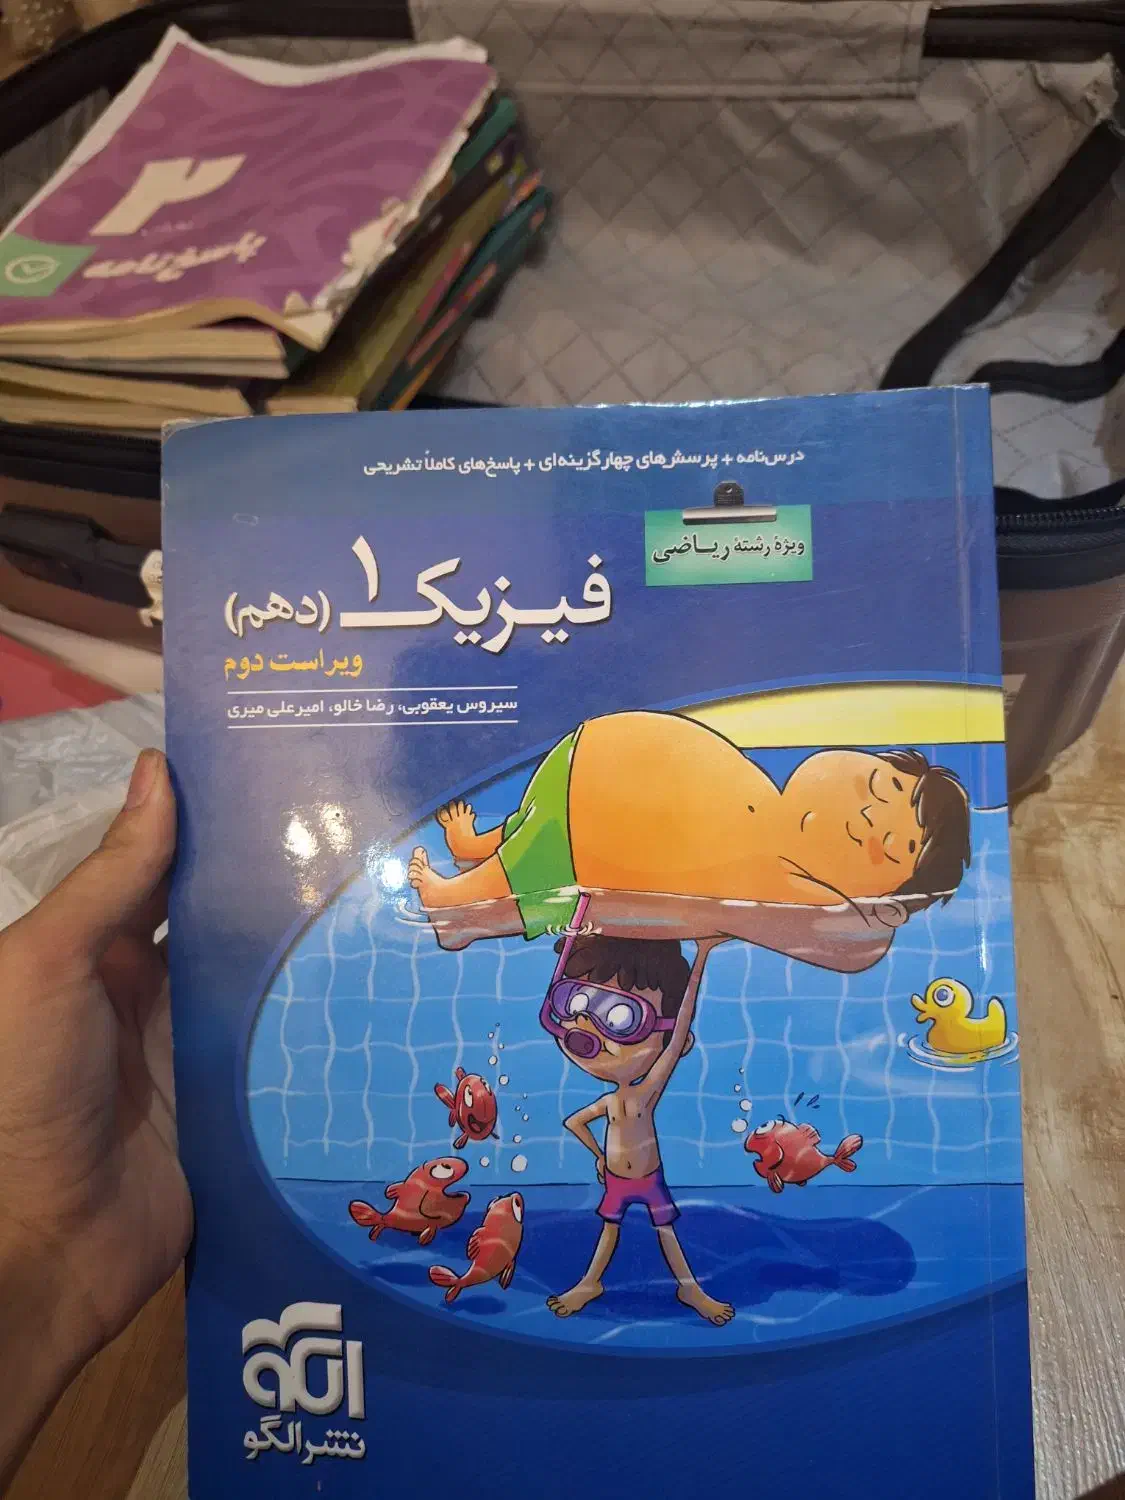 ۲
پاسخ‌نامه
درس‌نامه + پرسش‌های چهارگزینه‌ای + پاسخ‌های کاملاً تشریحی
ویژهٔ رشتهٔ ریاضی
فیزیک ۱ (دهم)
ویراست دوم
سیروس یعقوبی، رضا خالو، امیرعلی میری
الگو
نشر الگو